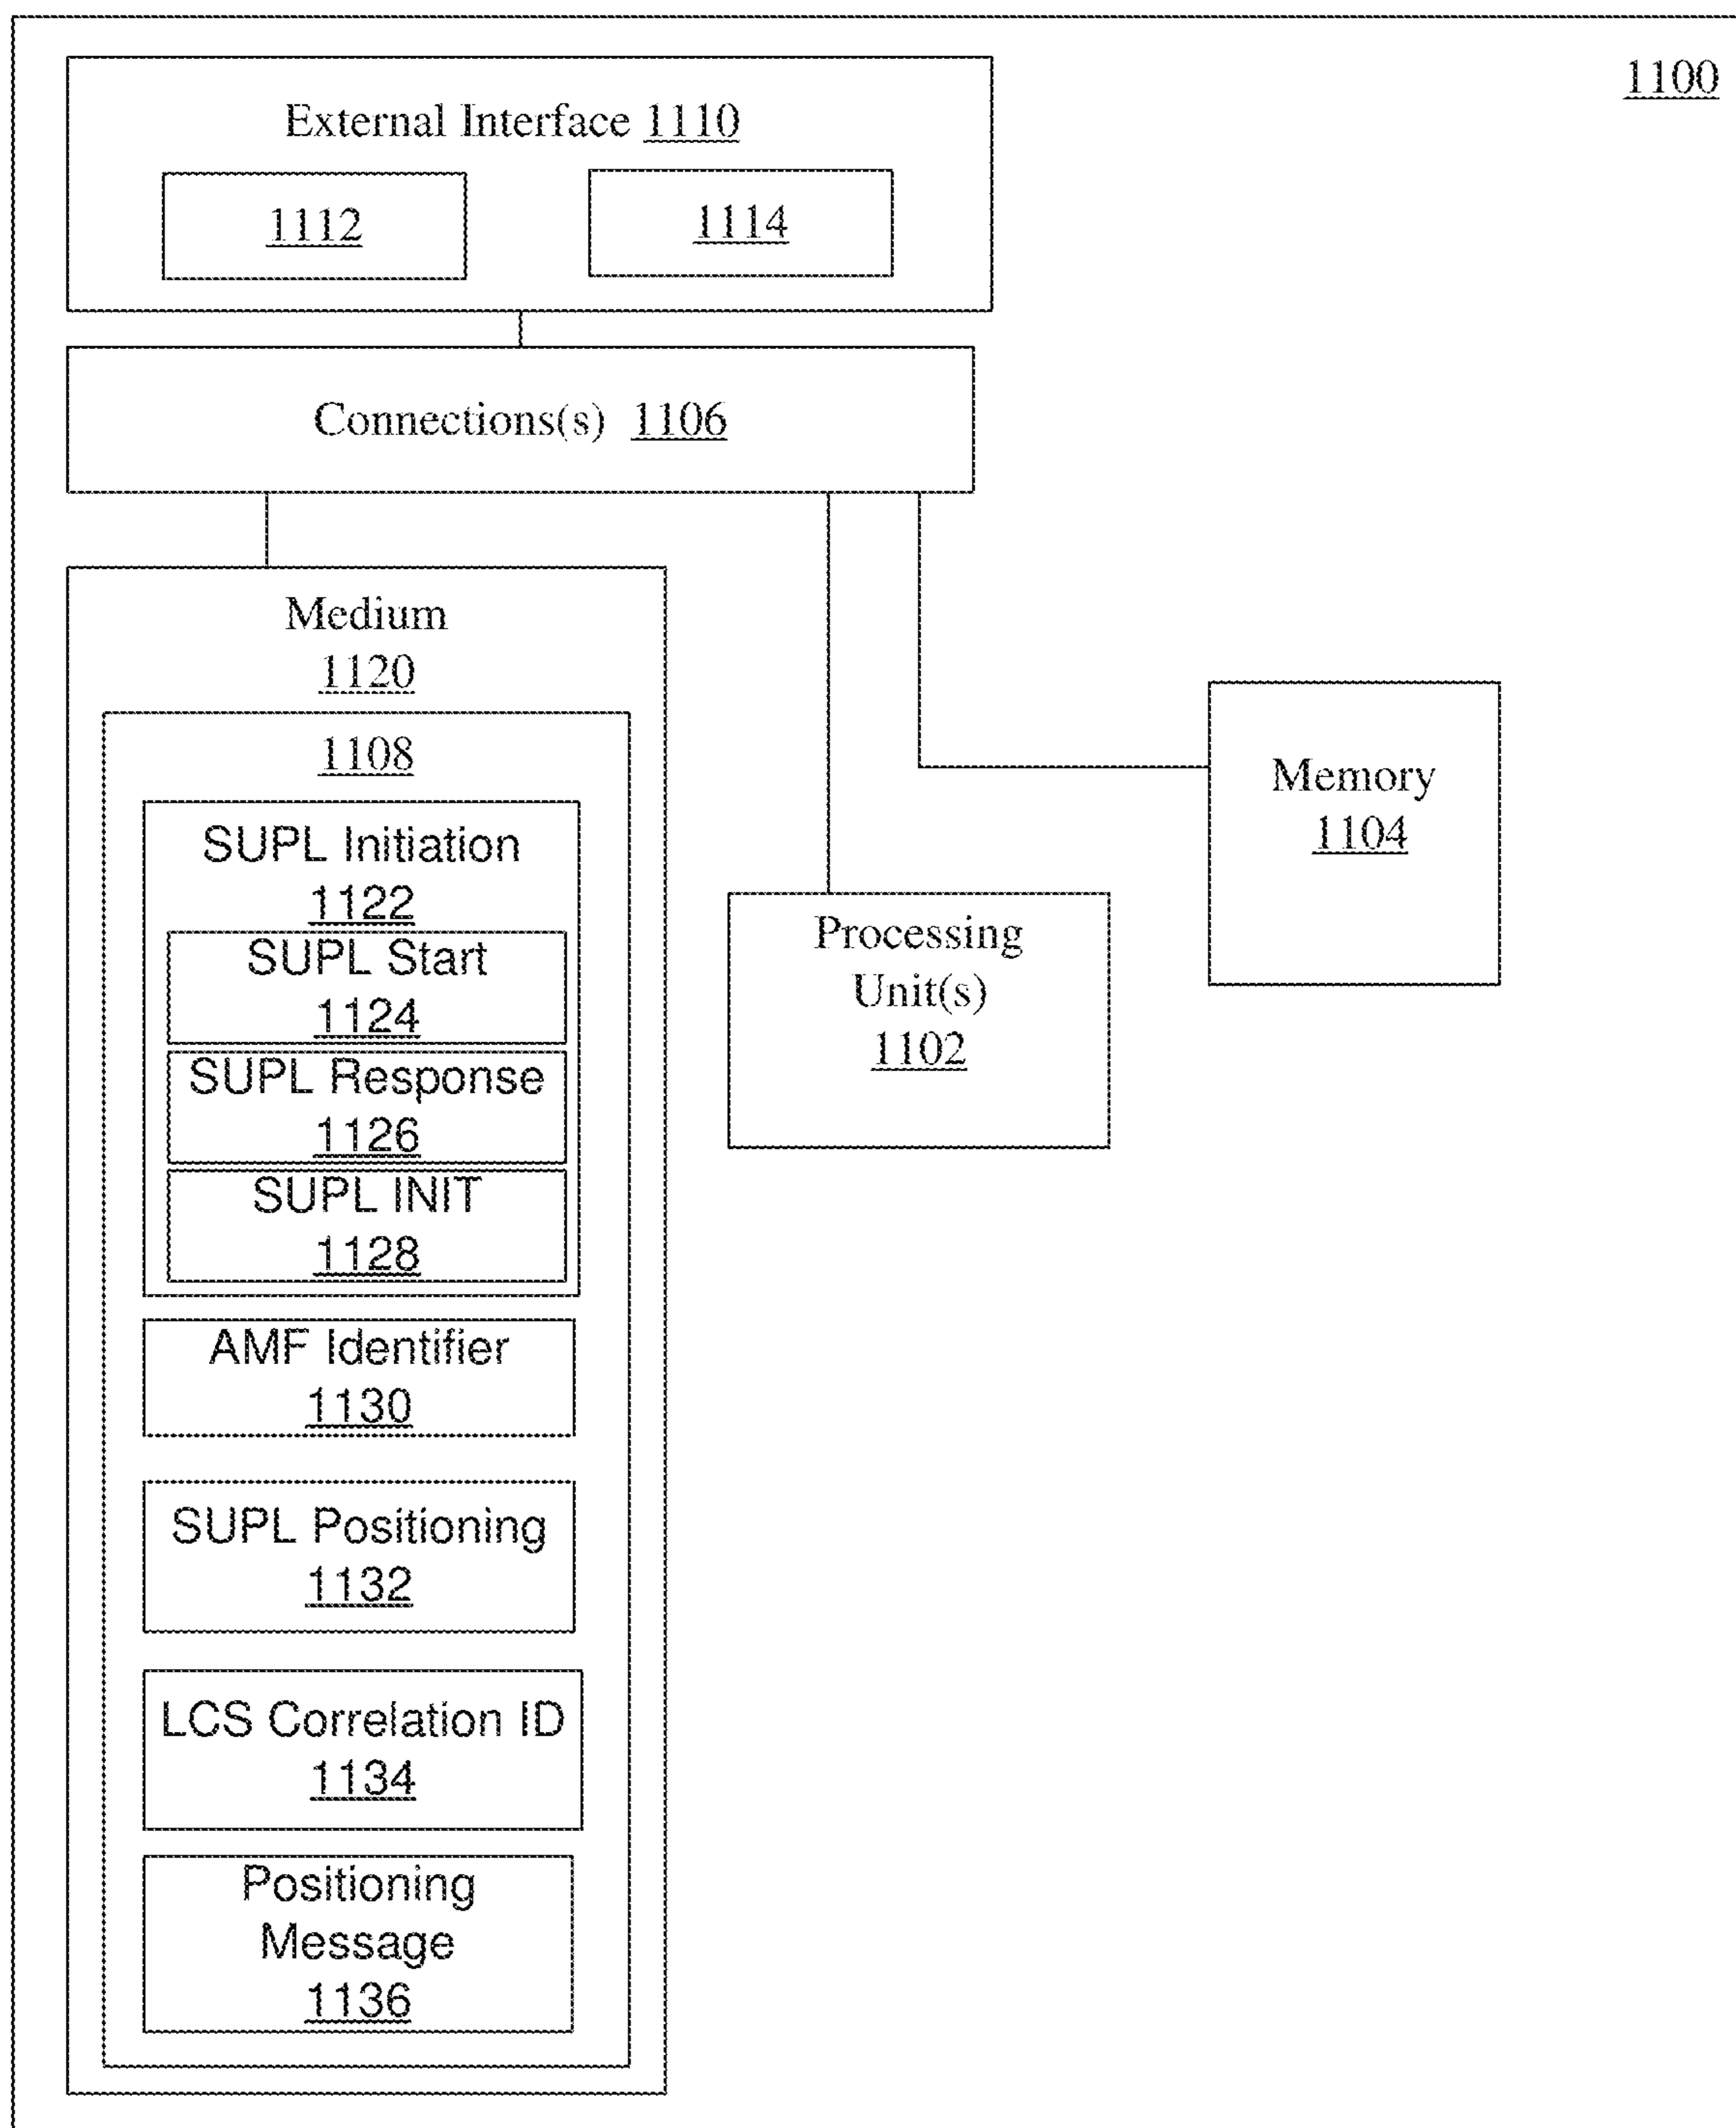 1100
External Interface 1110
1112
1114
Connections(s) 1106
Medium
1120
1108
SUPL Initiation
1122
SUPL Start
1124
SUPL Response
1126
SUPL INIT
1128
AMF Identifier
1130
SUPL Positioning
1132
LCS Correlation ID
1134
Positioning
Message
1136
Processing
Unit(s)
1102
Memory
1104